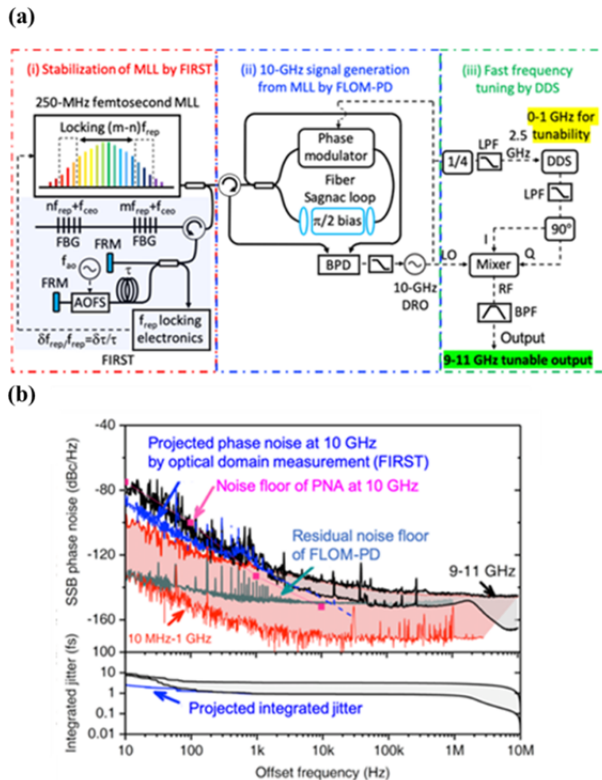 (a)
(i) Stabilization of MLL by FIRST
250-MHz femtosecond MLL
Locking (m-n)frep
nfrep+fceo
mfrep+fceo
FBG
FBG
FRM
fao
τ
FRM
AOFS
frep locking
electronics
δfrep/frep=δτ/τ
FIRST
(ii) 10-GHz signal generation
from MLL by FLOM-PD
Phase
modulator
Fiber
Sagnac loop
π/2 bias
BPD
10-GHz
DRO
(iii) Fast frequency
tuning by DDS
0-1 GHz for
tunability
LPF
2.5
GHz
1/4
DDS
LPF
90°
I
Q
LO
Mixer
RF
BPF
Output
9-11 GHz tunable output
(b)
SSB phase noise (dBc/Hz)
-40
-80
-120
-160
Projected phase noise at 10 GHz
by optical domain measurement (FIRST)
Noise floor of PNA at 10 GHz
Residual noise floor
of FLOM-PD
9-11 GHz
10 MHz-1 GHz
Integrated jitter (fs)
100
10
1
0.1
0.01
Projected integrated jitter
10
100
1k
10k
100k
1M
10M
Offset frequency (Hz)